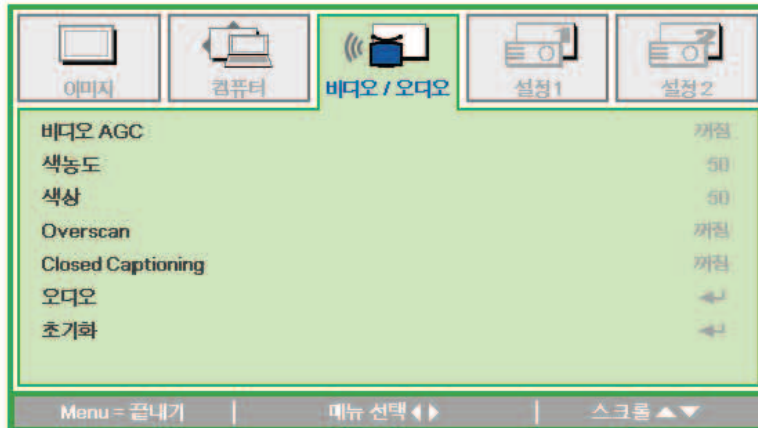 이미지
컴퓨터
비디오 / 오디오
설정 1
설정 2
비디오 AGC 꺼짐
색농도 50
색상 50
Overscan 꺼짐
Closed Captioning 꺼짐
오디오
초기화
Menu = 끝내기 | 메뉴 선택 ◀ ▶ | 스크롤 ▲▼